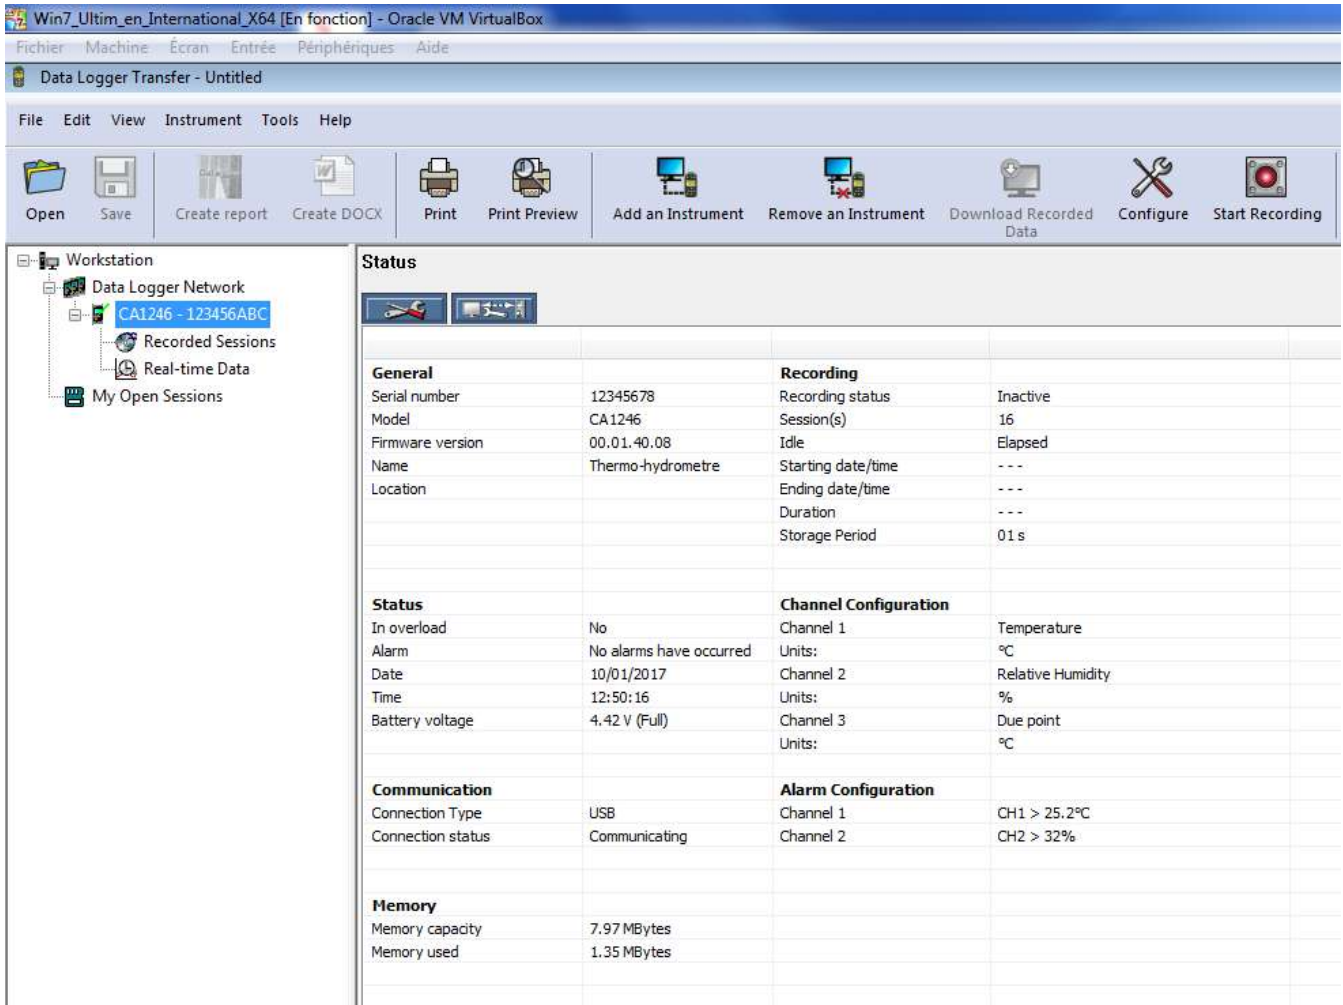 Win7_Ultim_en_International_X64 [En fonction] - Oracle VM VirtualBox
Fichier Machine Écran Entrée Périphériques Aide
Data Logger Transfer - Untitled
File Edit View Instrument Tools Help
Open Save Create report Create DOCX Print Print Preview Add an Instrument Remove an Instrument Download Recorded Data Configure Start Recording
Workstation
Data Logger Network
CA1246 - 123456ABC
Recorded Sessions
Real-time Data
My Open Sessions
Status
General Recording
Serial number 12345678 Recording status Inactive
Model CA1246 Session(s) 16
Firmware version 00.01.40.08 Idle Elapsed
Name Thermo-hydrometre Starting date/time - - -
Location Ending date/time - - -
Duration - - -
Storage Period 01 s
Status Channel Configuration
In overload No Channel 1 Temperature
Alarm No alarms have occurred Units: ºC
Date 10/01/2017 Channel 2 Relative Humidity
Time 12:50:16 Units: %
Battery voltage 4.42 V (Full) Channel 3 Due point
Units: ºC
Communication Alarm Configuration
Connection Type USB Channel 1 CH1 > 25.2ºC
Connection status Communicating Channel 2 CH2 > 32%
Memory
Memory capacity 7.97 MBytes
Memory used 1.35 MBytes